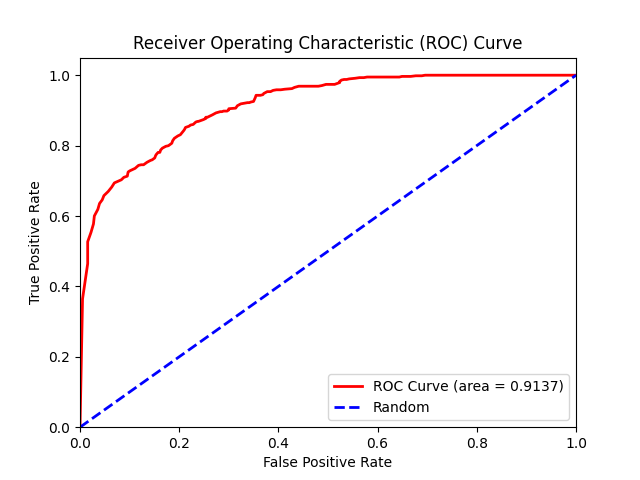 Receiver Operating Characteristic (ROC) Curve
True Positive Rate
1.0
0.8
0.6
0.4
0.2
0.0
0.0 0.2 0.4 0.6 0.8 1.0
False Positive Rate
ROC Curve (area = 0.9137)
Random